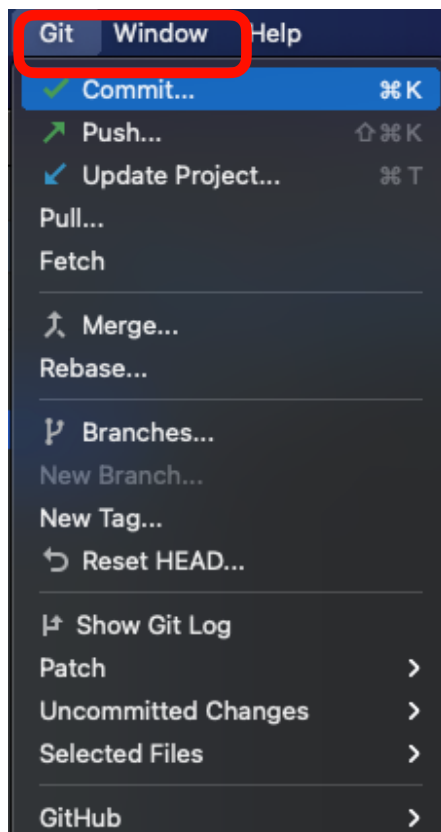 Git Window Help
Commit... ⌘K
Push... ⇧⌘K
Update Project... ⌘T
Pull...
Fetch
Merge...
Rebase...
Branches...
New Branch...
New Tag...
Reset HEAD...
Show Git Log
Patch
Uncommitted Changes
Selected Files
GitHub